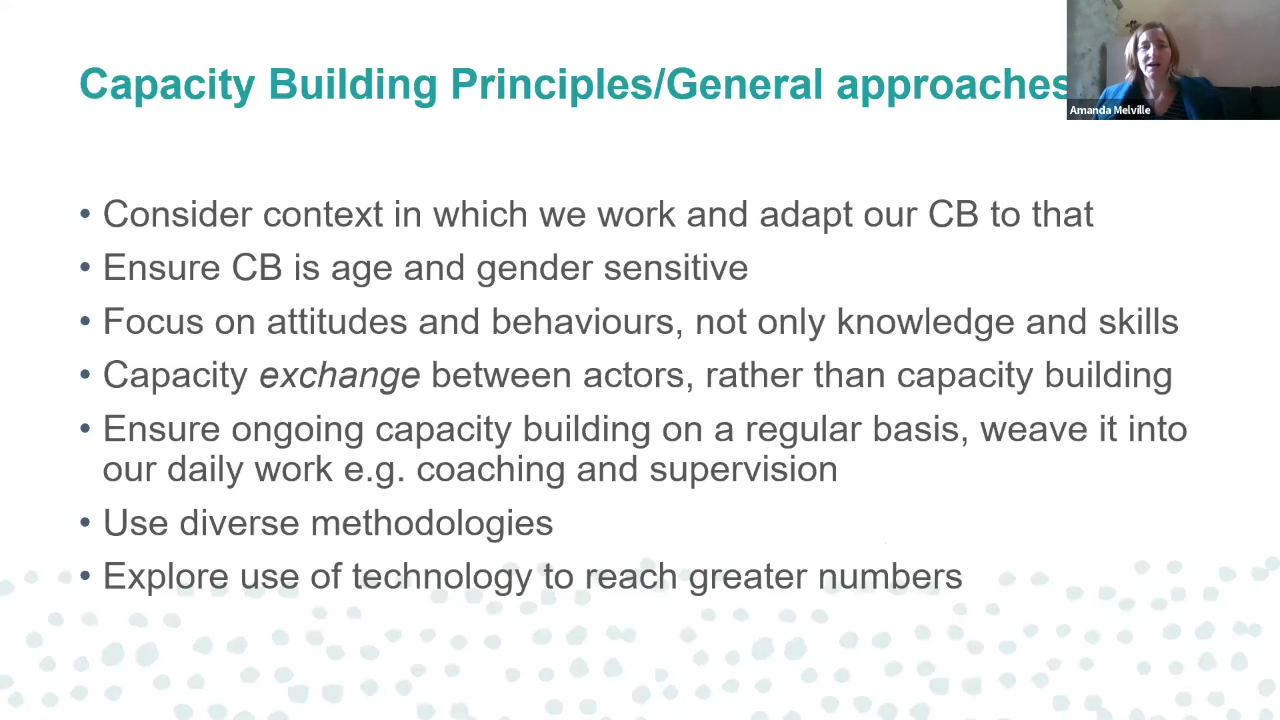 Capacity Building Principles/General approaches
Amanda Melville
• Consider context in which we work and adapt our CB to that
• Ensure CB is age and gender sensitive
• Focus on attitudes and behaviours, not only knowledge and skills
• Capacity exchange between actors, rather than capacity building
• Ensure ongoing capacity building on a regular basis, weave it into
our daily work e.g. coaching and supervision
• Use diverse methodologies
• Explore use of technology to reach greater numbers